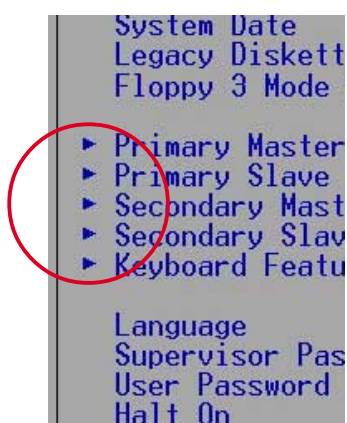 System Date
Legacy Diskett
Floppy 3 Mode
Primary Master
Primary Slave
Secondary Mast
Secondary Slav
Keyboard Featu
Language
Supervisor Pas
User Password
Halt On